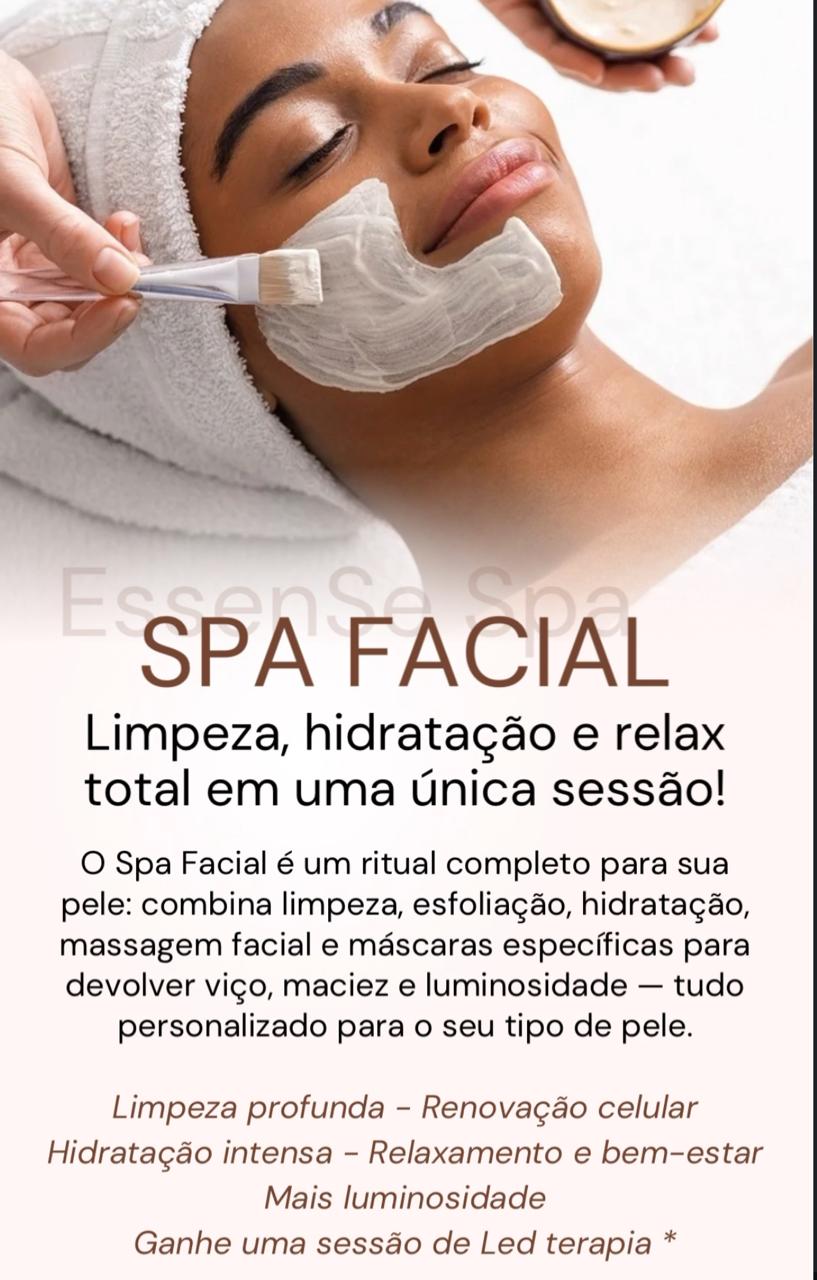 EssenSe Spa
SPA FACIAL
Limpeza, hidratação e relax
total em uma única sessão!
O Spa Facial é um ritual completo para sua
pele: combina limpeza, esfoliação, hidratação,
massagem facial e máscaras específicas para
devolver viço, maciez e luminosidade — tudo
personalizado para o seu tipo de pele.
Limpeza profunda - Renovação celular
Hidratação intensa - Relaxamento e bem-estar
Mais luminosidade
Ganhe uma sessão de Led terapia *